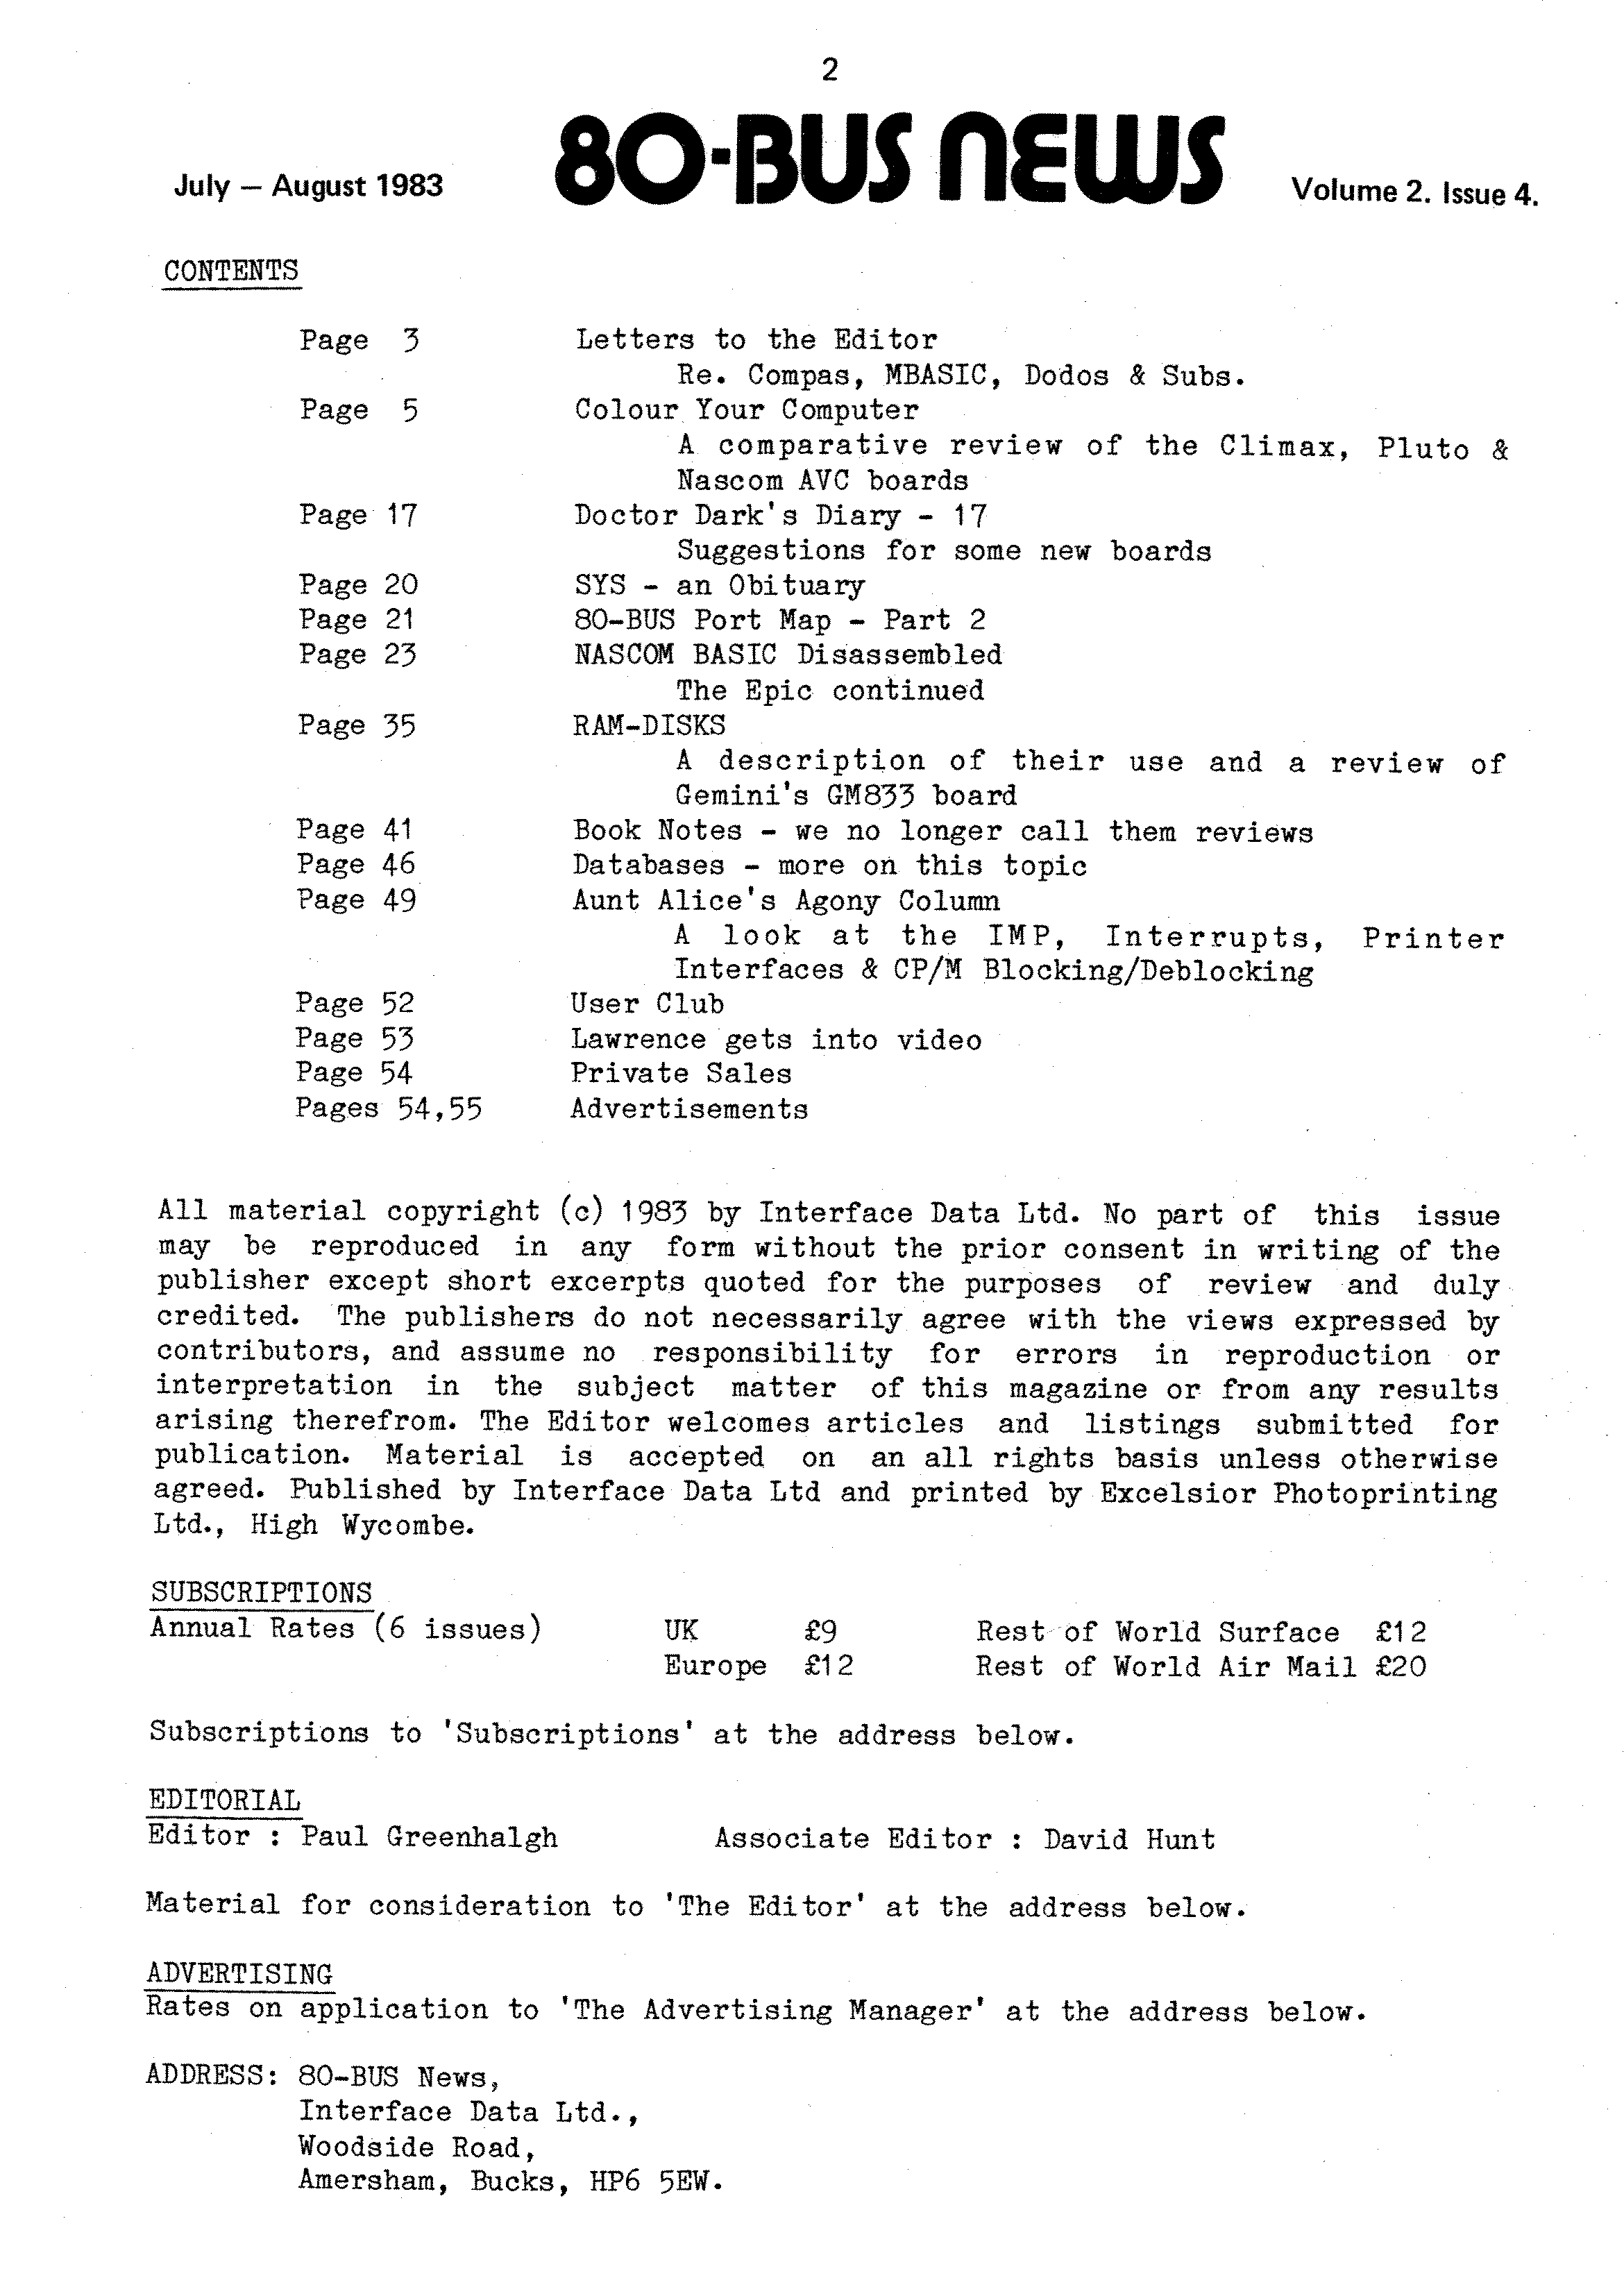 2
July — August 1983
80-BUS NEWS
Volume 2. Issue 4.
CONTENTS
Page 3 Letters to the Editor
Re. Compas, MBASIC, Dodos & Subs.
Page 5 Colour Your Computer
A comparative review of the Climax, Pluto &
Nascom AVC boards
Page 17 Doctor Dark's Diary - 17
Suggestions for some new boards
Page 20 SYS - an Obituary
Page 21 80-BUS Port Map - Part 2
Page 23 NASCOM BASIC Disassembled
The Epic continued
Page 35 RAM-DISKS
A description of their use and a review of
Gemini's GM833 board
Page 41 Book Notes - we no longer call them reviews
Page 46 Databases - more on this topic
Page 49 Aunt Alice's Agony Column
A look at the IMP, Interrupts, Printer
Interfaces & CP/M Blocking/Deblocking
Page 52 User Club
Page 53 Lawrence gets into video
Page 54 Private Sales
Pages 54,55 Advertisements
All material copyright (c) 1983 by Interface Data Ltd. No part of this issue
may be reproduced in any form without the prior consent in writing of the
publisher except short excerpts quoted for the purposes of review and duly
credited. The publishers do not necessarily agree with the views expressed by
contributors, and assume no responsibility for errors in reproduction or
interpretation in the subject matter of this magazine or from any results
arising therefrom. The Editor welcomes articles and listings submitted for
publication. Material is accepted on an all rights basis unless otherwise
agreed. Published by Interface Data Ltd and printed by Excelsior Photoprinting
Ltd., High Wycombe.
SUBSCRIPTIONS
Annual Rates (6 issues) UK £9 Rest of World Surface £12
Europe £12 Rest of World Air Mail £20
Subscriptions to 'Subscriptions' at the address below.
EDITORIAL
Editor : Paul Greenhalgh Associate Editor : David Hunt
Material for consideration to 'The Editor' at the address below.
ADVERTISING
Rates on application to 'The Advertising Manager' at the address below.
ADDRESS: 80-BUS News,
Interface Data Ltd.,
Woodside Road,
Amersham, Bucks, HP6 5EW.